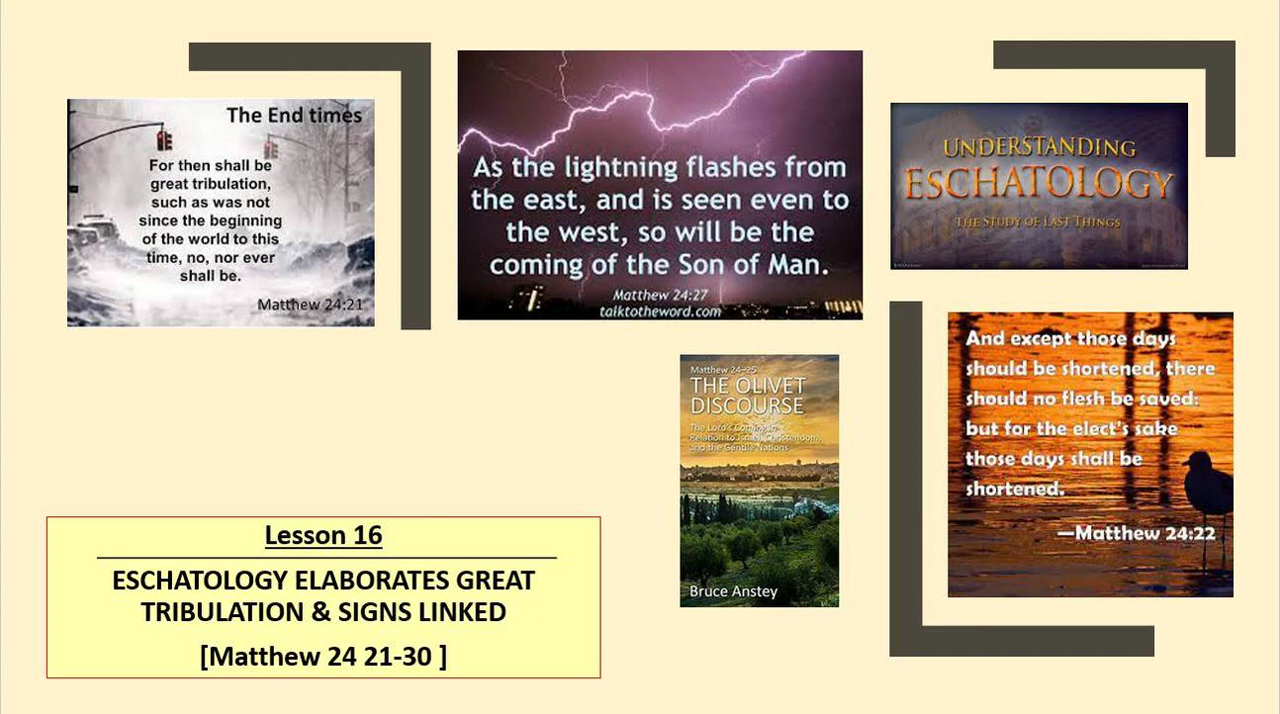 The End times
For then shall be
great tribulation,
such as was not
since the beginning
of the world to this
time, no, nor ever
shall be.
Matthew 24:21
As the lightning flashes from
the east, and is seen even to
the west, so will be the
coming of the Son of Man.
Matthew 24:27
talktotheword.com
UNDERSTANDING
ESCHATOLOGY
THE STUDY OF LAST THINGS
Matthew 24–25
THE OLIVET
DISCOURSE
The Lord's Coming in
Relation to Israel, Christendom,
and the Gentile Nations
Bruce Anstey
And except those days
should be shortened, there
should no flesh be saved:
but for the elect's sake
those days shall be
shortened.
—Matthew 24:22
Lesson 16
ESCHATOLOGY ELABORATES GREAT
TRIBULATION & SIGNS LINKED
[Matthew 24 21-30 ]